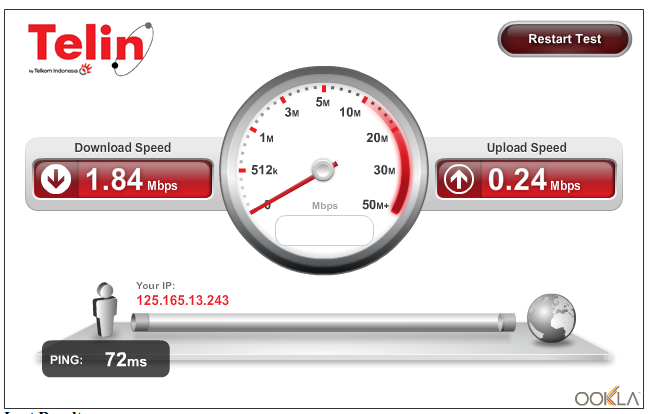 Telin
by Telkom Indonesia
Restart Test
Download Speed
1.84 Mbps
Upload Speed
0.24 Mbps
0
512k
1M
3M
5M
10M
20M
30M
50M+
Mbps
Your IP:
125.165.13.243
PING: 72ms
OOKLA